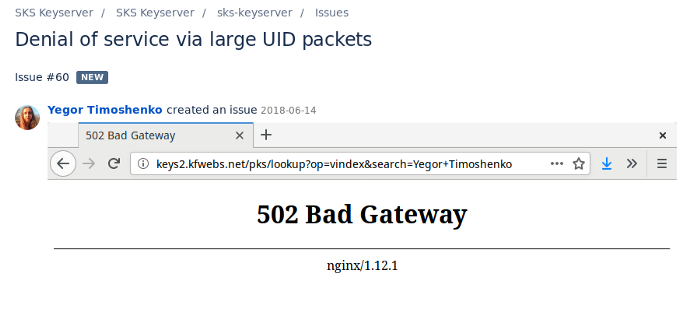 SKS Keyserver / SKS Keyserver / sks-keyserver / Issues
Denial of service via large UID packets
Issue #60 NEW
Yegor Timoshenko created an issue 2018-06-14
502 Bad Gateway
keys2.kfwebs.net/pks/lookup?op=vindex&search=Yegor+Timoshenko
502 Bad Gateway
nginx/1.12.1